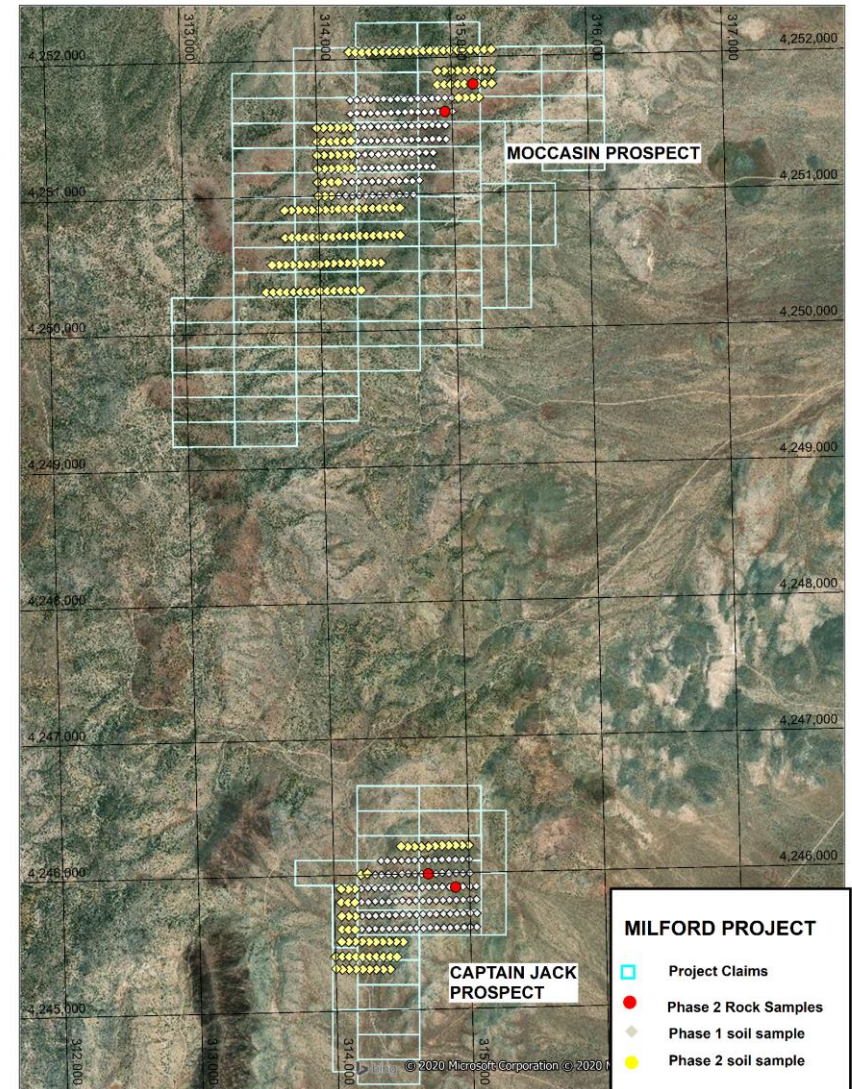 313,000
314,000
315,000
316,000
317,000
4,252,000
4,252,000
MOCCASIN PROSPECT
4,251,000
4,251,000
4,250,000
4,250,000
4,249,000
4,249,000
4,248,000
4,248,000
4,247,000
4,247,000
4,246,000
4,246,000
CAPTAIN JACK
PROSPECT
4,245,000
312,000
313,000
314,000
315,000
bing © 2020 Microsoft Corporation © 2020
MILFORD PROJECT
Project Claims
Phase 2 Rock Samples
Phase 1 soil sample
Phase 2 soil sample